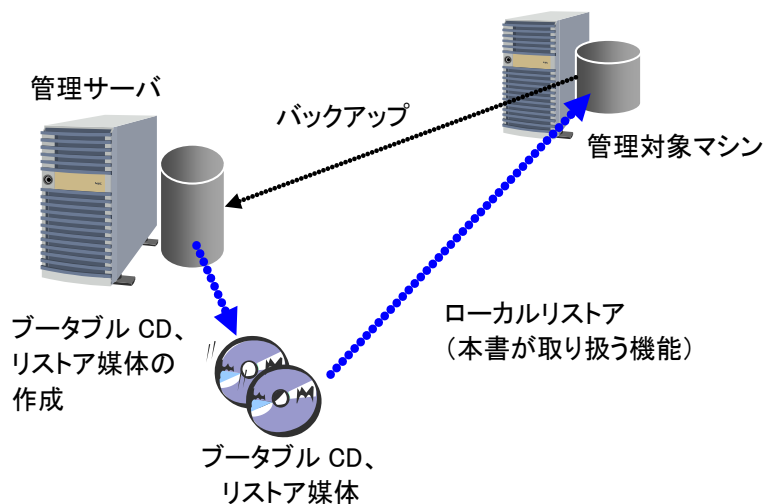 管理サーバ
バックアップ
管理対象マシン
ブータブル CD、
リストア媒体の
作成
ローカルリストア
（本書が取り扱う機能）
ブータブル CD、
リストア媒体